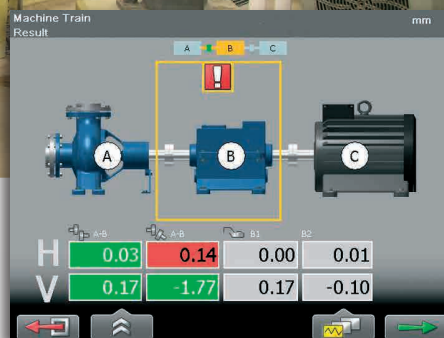 Machine Train mm
Result
A B C
A B C
A-B A-B B1 B2
H 0.03 0.14 0.00 0.01
V 0.17 -1.77 0.17 -0.10